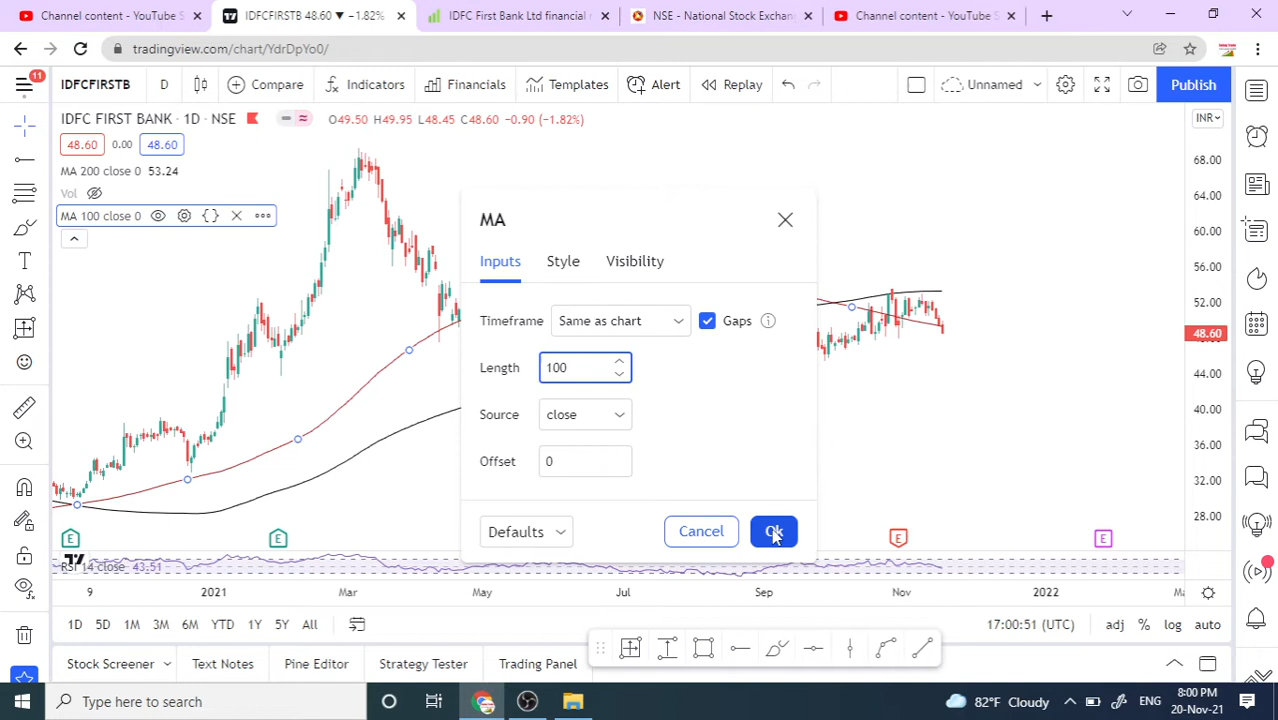 Channel content - YouTube S
IDFCFIRSTB 48.60 ▼ −1.82%
IDFC First Bank Ltd financial r
NSE - National Stock Exchan
Channel content - YouTube S
tradingview.com/chart/YdrDpYo0/
11
IDFCFIRSTB
D
Compare
Indicators
Financials
Templates
Alert
Replay
Unnamed
Publish
IDFC FIRST BANK · 1D · NSE
O49.50 H49.95 L48.45 C48.60 −0.90 (−1.82%)
INR
48.60 0.00 48.60
MA 200 close 0 53.24
Vol
MA 100 close 0
68.00
64.00
60.00
56.00
52.00
48.60
44.00
40.00
36.00
32.00
28.00
MA
Inputs Style Visibility
Timeframe Same as chart Gaps
Length 100
Source close
Offset 0
Defaults Cancel Ok
E E E E
RSI 14 close 43.51
9 2021 Mar May Jul Sep Nov 2022
1D 5D 1M 3M 6M YTD 1Y 5Y All
17:00:51 (UTC) adj % log auto
Stock Screener Text Notes Pine Editor Strategy Tester Trading Panel
Type here to search
82°F Cloudy
ENG
8:00 PM
20-Nov-21